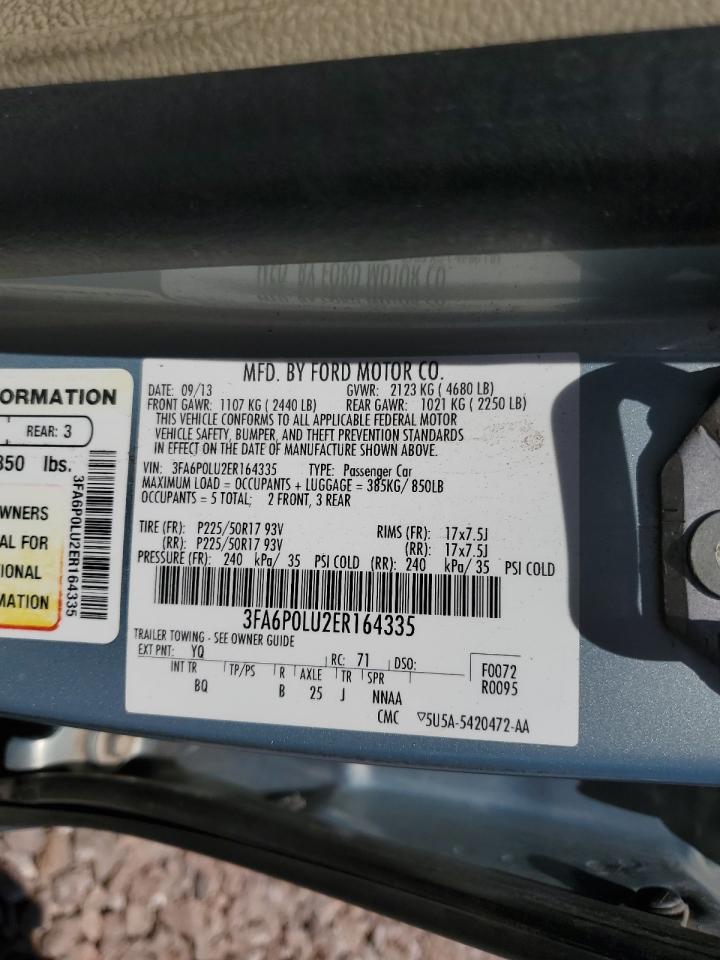 MFD. BY FORD MOTOR CO.
DATE: 09/13 GVWR: 2123 KG ( 4680 LB)
FRONT GAWR: 1107 KG ( 2440 LB) REAR GAWR: 1021 KG ( 2250 LB)
THIS VEHICLE CONFORMS TO ALL APPLICABLE FEDERAL MOTOR
VEHICLE SAFETY, BUMPER, AND THEFT PREVENTION STANDARDS
IN EFFECT ON THE DATE OF MANUFACTURE SHOWN ABOVE.
VIN: 3FA6P0LU2ER164335 TYPE: Passenger Car
MAXIMUM LOAD = OCCUPANTS + LUGGAGE = 385KG/ 850LB
OCCUPANTS = 5 TOTAL; 2 FRONT, 3 REAR
TIRE (FR): P225/50R17 93V RIMS (FR): 17x7.5J
(RR): P225/50R17 93V (RR): 17x7.5J
PRESSURE (FR): 240 kPa/ 35 PSI COLD (RR): 240 kPa/ 35 PSI COLD
3FA6P0LU2ER164335
TRAILER TOWING - SEE OWNER GUIDE
EXT PNT: YQ RC: 71 DSO: F0072
INT TR TP/PS R AXLE TR SPR R0095
BQ B 25 J NNAA
CMC ▽5U5A-5420472-AA
ORMATION
REAR: 3
850 lbs.
WNERS
AL FOR
TIONAL
MATION
3FA6P0LU2ER164335
MFD. BY FORD MOTOR CO.